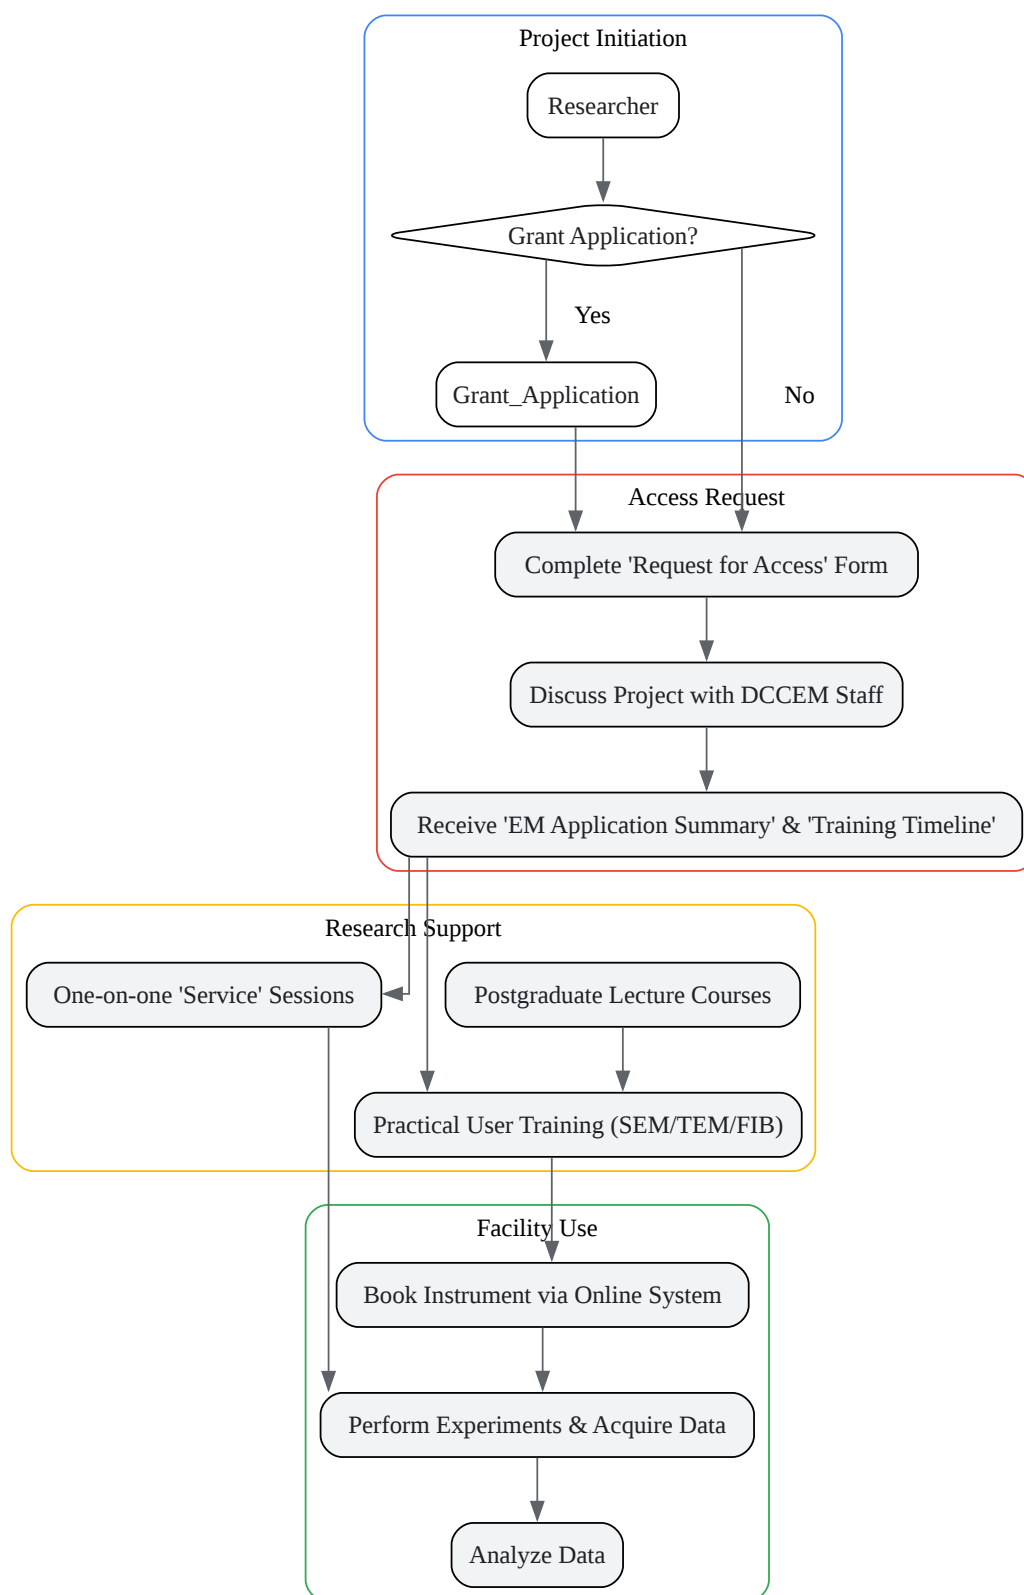 Project Initiation
Researcher
Grant Application?
Yes
Grant_Application
No
Access Request
Complete 'Request for Access' Form
Discuss Project with DCCEM Staff
Receive 'EM Application Summary' & 'Training Timeline'
Research Support
One-on-one 'Service' Sessions
Postgraduate Lecture Courses
Practical User Training (SEM/TEM/FIB)
Facility Use
Book Instrument via Online System
Perform Experiments & Acquire Data
Analyze Data